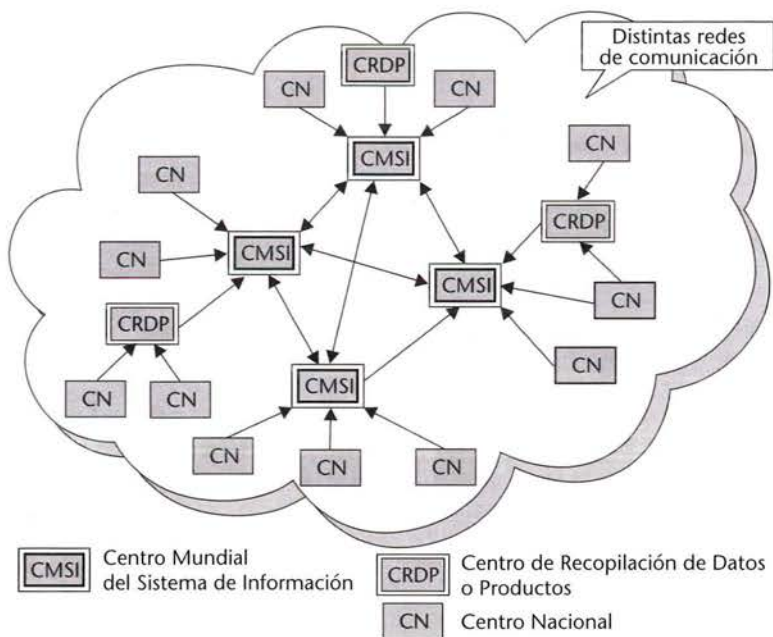 Distintas redes
de comunicación
CRDP
CN
CN
CMSI
CN
CN
CRDP
CMSI
CN
CMSI
CN
CRDP
CN
CMSI
CN
CN
CN
CN
CN
CMSI
Centro Mundial
del Sistema de Información
CRDP
Centro de Recopilación de Datos
o Productos
CN
Centro Nacional